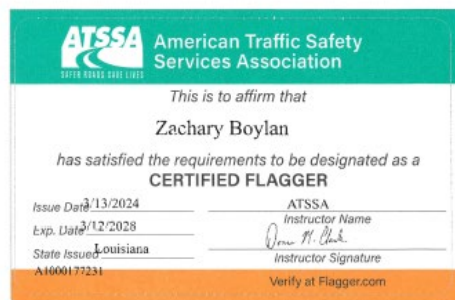 ATSSA
SAFER ROADS SAVE LIVES
American Traffic Safety
Services Association
This is to affirm that
Zachary Boylan
has satisfied the requirements to be designated as a
CERTIFIED FLAGGER
Issue Date 3/13/2024
ATSSA
Instructor Name
Exp. Date 3/12/2028
Instructor Signature
State Issued Louisiana
A1000177231
Verify at Flagger.com